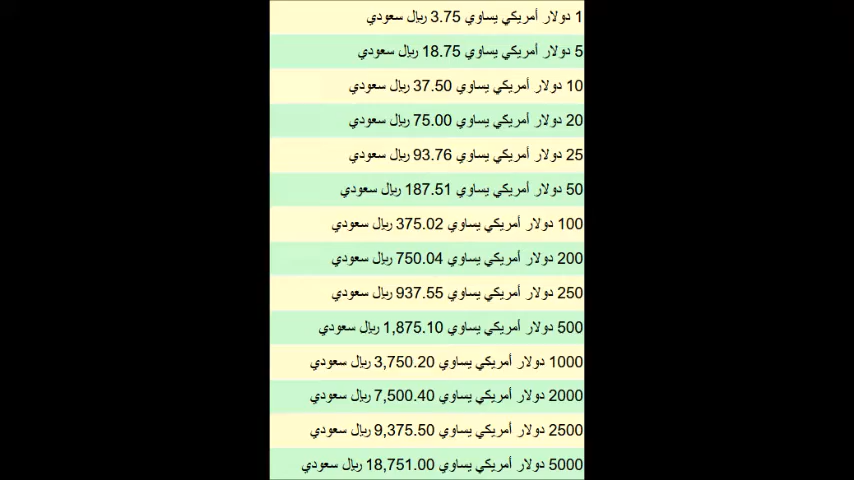 1 دولار أمريكي يساوي 3.75 ريال سعودي
5 دولار أمريكي يساوي 18.75 ريال سعودي
10 دولار أمريكي يساوي 37.50 ريال سعودي
20 دولار أمريكي يساوي 75.00 ريال سعودي
25 دولار أمريكي يساوي 93.76 ريال سعودي
50 دولار أمريكي يساوي 187.51 ريال سعودي
100 دولار أمريكي يساوي 375.02 ريال سعودي
200 دولار أمريكي يساوي 750.04 ريال سعودي
250 دولار أمريكي يساوي 937.55 ريال سعودي
500 دولار أمريكي يساوي 1,875.10 ريال سعودي
1000 دولار أمريكي يساوي 3,750.20 ريال سعودي
2000 دولار أمريكي يساوي 7,500.40 ريال سعودي
2500 دولار أمريكي يساوي 9,375.50 ريال سعودي
5000 دولار أمريكي يساوي 18,751.00 ريال سعودي